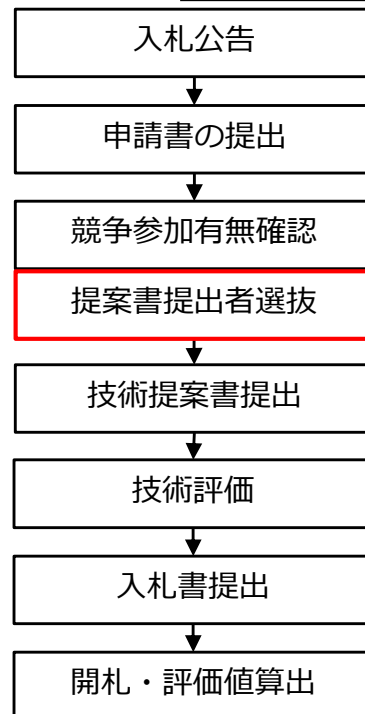 入札公告
申請書の提出
競争参加有無確認
提案書提出者選抜
技術提案書提出
技術評価
入札書提出
開札・評価値算出